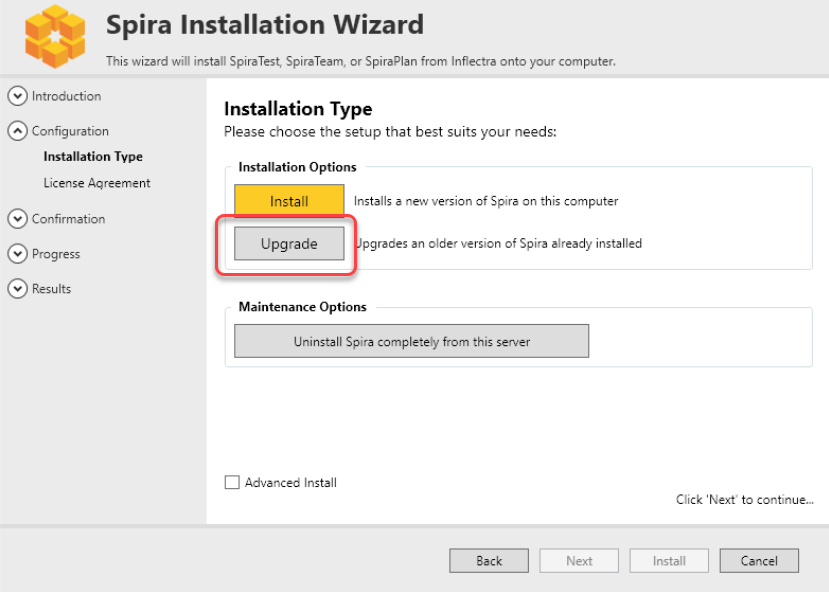 Spira Installation Wizard
This wizard will install SpiraTest, SpiraTeam, or SpiraPlan from Inflectra onto your computer.
Introduction
Configuration
Installation Type
License Agreement
Confirmation
Progress
Results
Installation Type
Please choose the setup that best suits your needs:
Installation Options
Install Installs a new version of Spira on this computer
Upgrade Upgrades an older version of Spira already installed
Maintenance Options
Uninstall Spira completely from this server
Advanced Install
Click 'Next' to continue...
Back Next Install Cancel